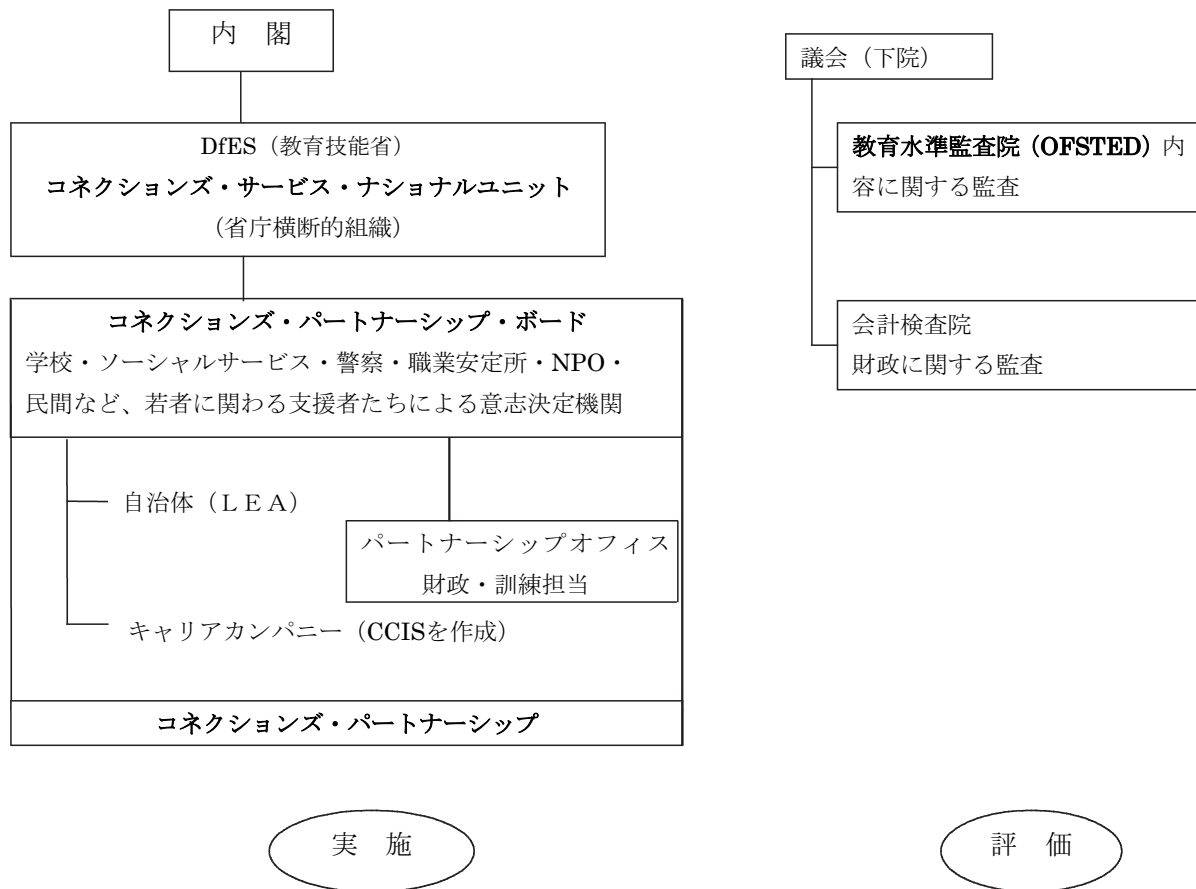 内　閣
DfES（教育技能省）
コネクションズ・サービス・ナショナルユニット
（省庁横断的組織）
コネクションズ・パートナーシップ・ボード
学校・ソーシャルサービス・警察・職業安定所・NPO・
民間など、若者に関わる支援者たちによる意志決定機関
自治体（ＬＥＡ）
パートナーシップオフィス
財政・訓練担当
キャリアカンパニー（CCISを作成）
コネクションズ・パートナーシップ
実　施
議会（下院）
教育水準監査院（OFSTED）内
容に関する監査
会計検査院
財政に関する監査
評　価